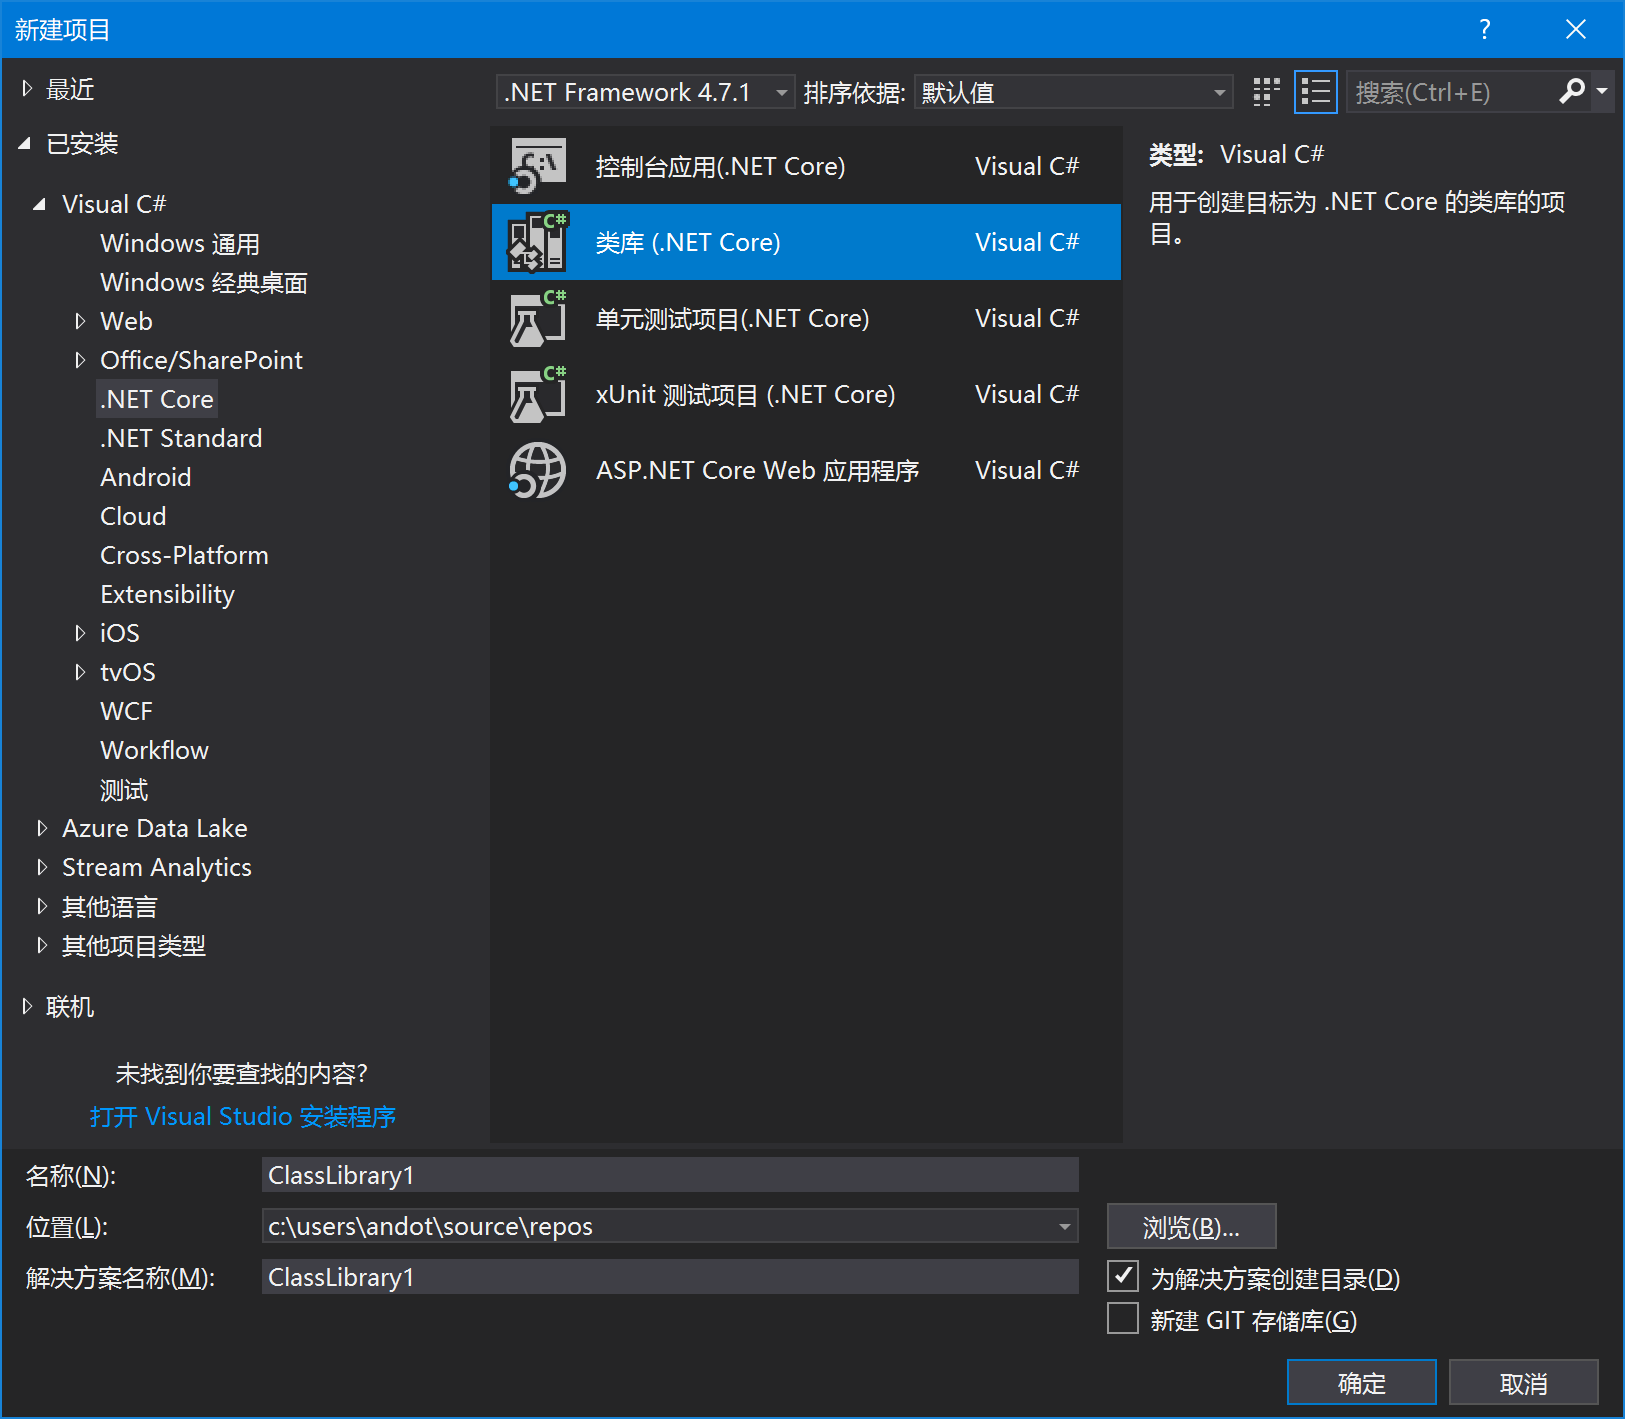 新建项目
?
最近
已安装
Visual C#
Windows 通用
Windows 经典桌面
Web
Office/SharePoint
.NET Core
.NET Standard
Android
Cloud
Cross-Platform
Extensibility
iOS
tvOS
WCF
Workflow
测试
Azure Data Lake
Stream Analytics
其他语言
其他项目类型
联机
未找到你要查找的内容?
打开 Visual Studio 安装程序
.NET Framework 4.7.1 排序依据: 默认值
搜索(Ctrl+E)
C:\ 控制台应用(.NET Core) Visual C#
C# 类库 (.NET Core) Visual C#
C# 单元测试项目(.NET Core) Visual C#
C# xUnit 测试项目 (.NET Core) Visual C#
ASP.NET Core Web 应用程序 Visual C#
类型: Visual C#
用于创建目标为 .NET Core 的类库的项
目。
名称(N): ClassLibrary1
位置(L): c:\users\andot\source\repos
浏览(B)...
解决方案名称(M): ClassLibrary1
为解决方案创建目录(D)
新建 GIT 存储库(G)
确定 取消